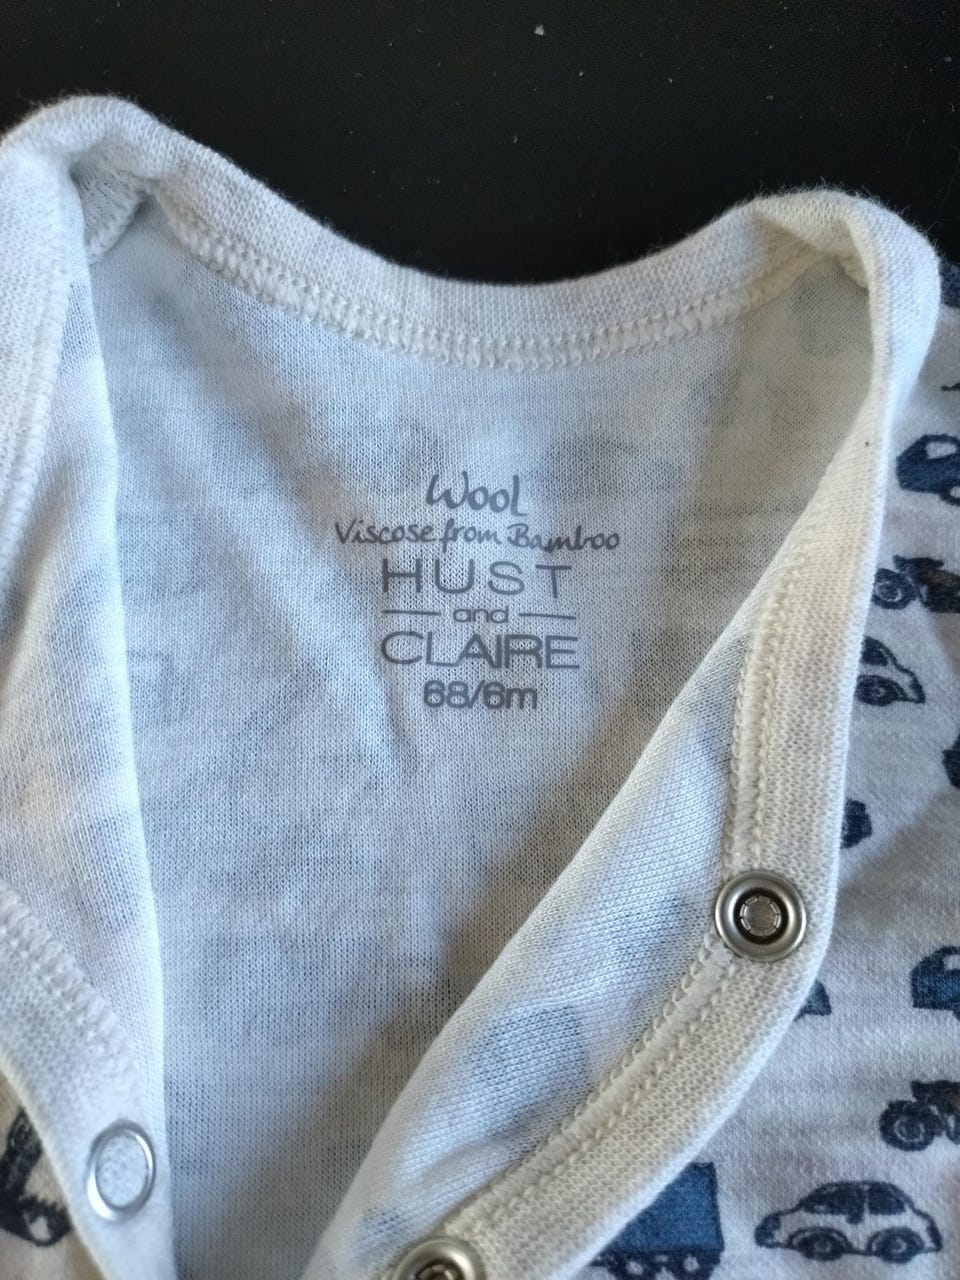 Wool
Viscose from Bamboo
HUST
and
CLAIRE
68/6m